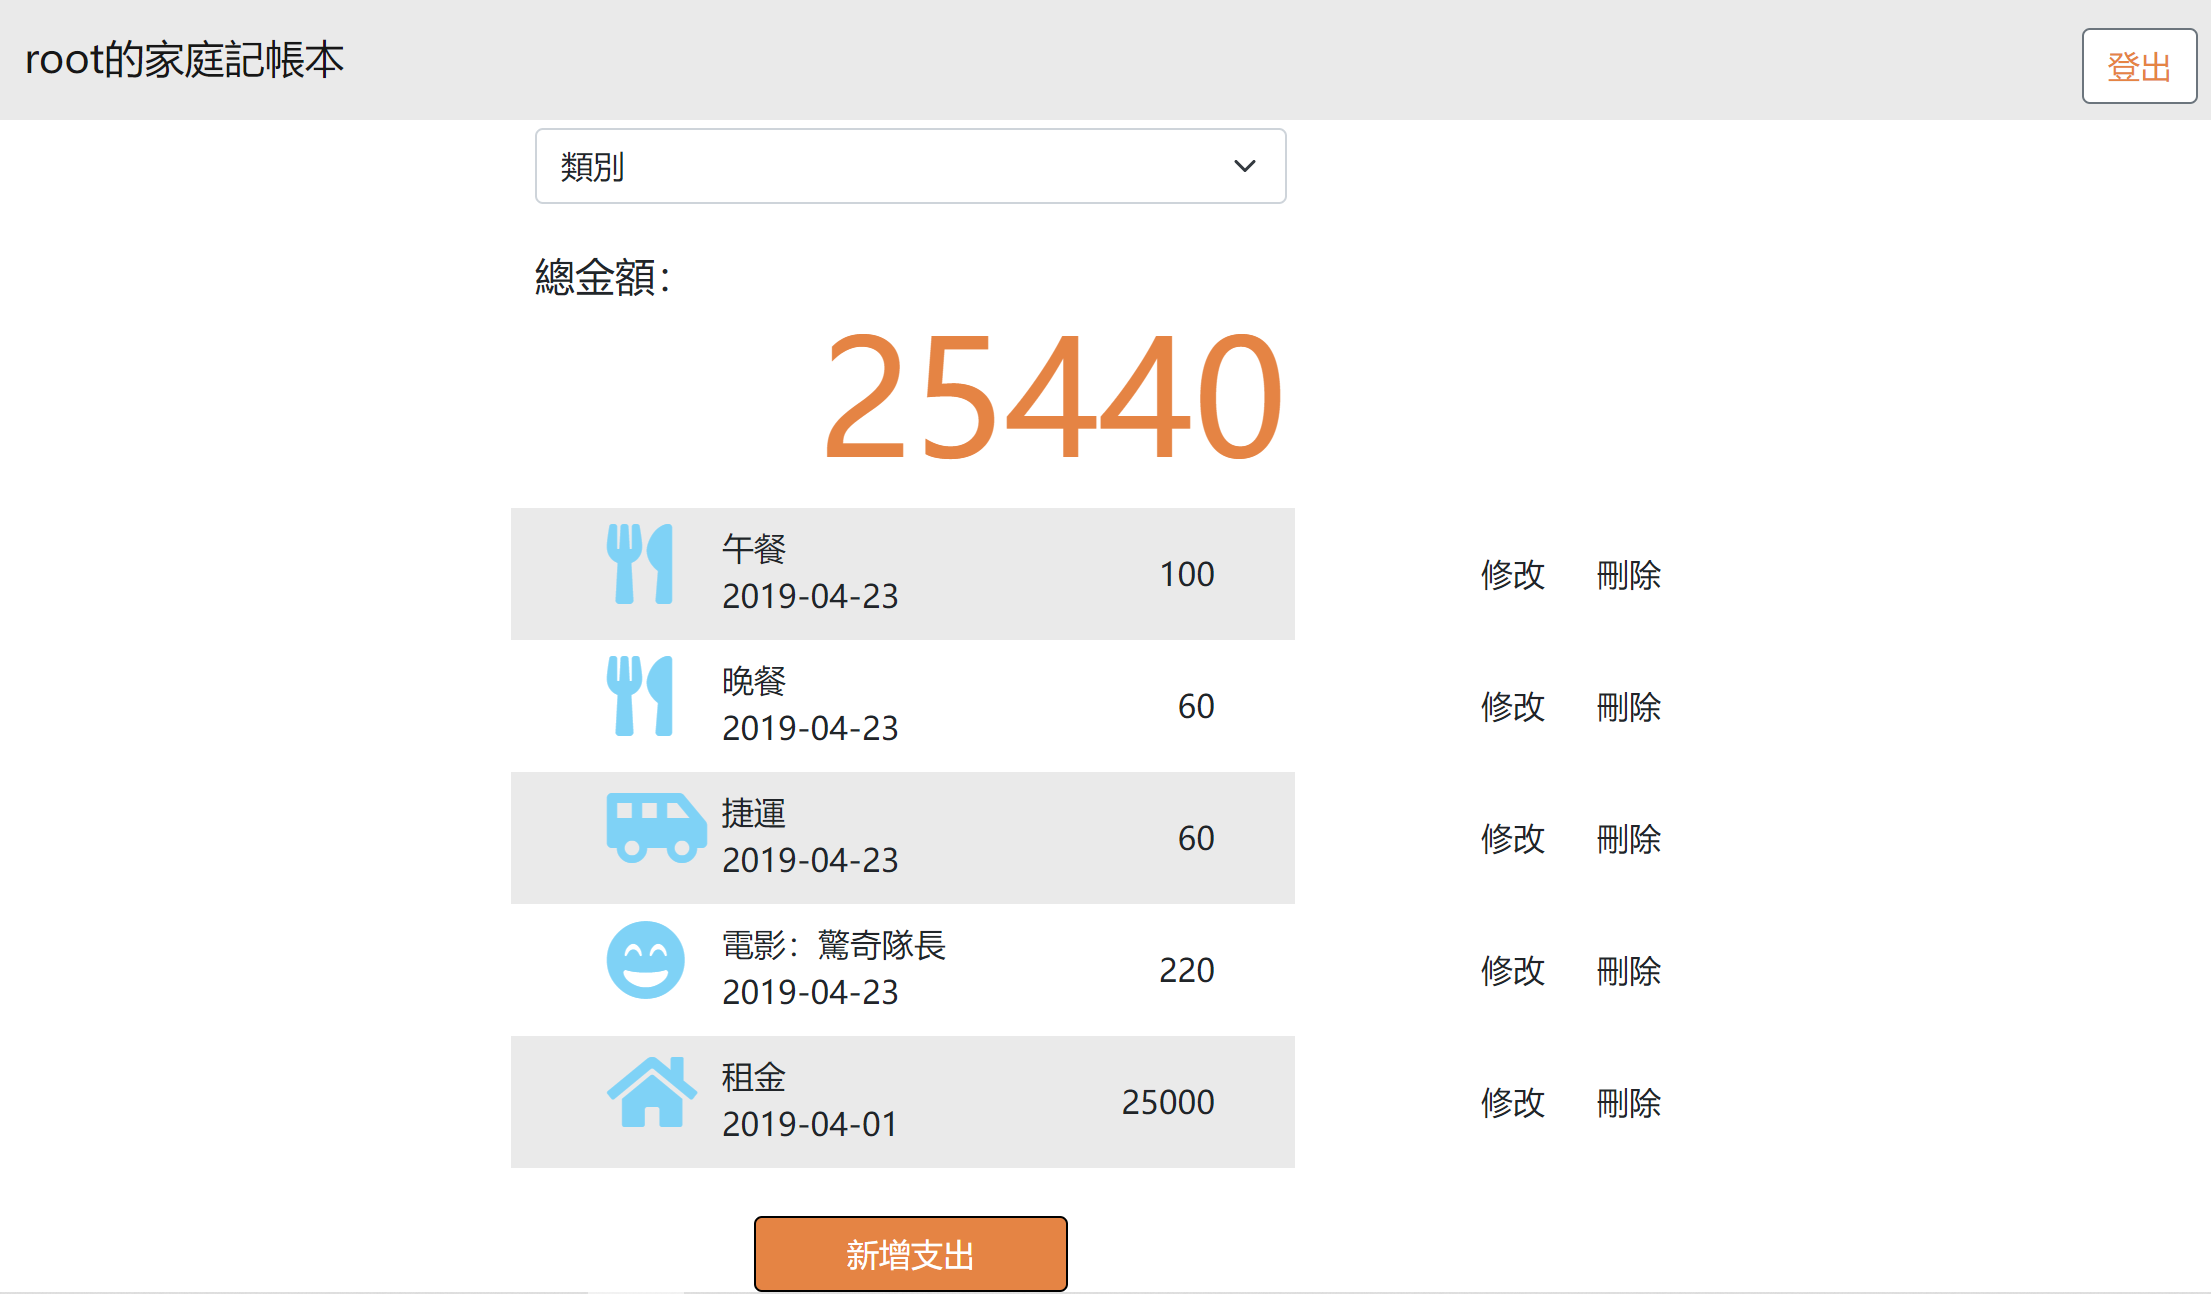 root的家庭記帳本
登出
類別
總金額：
25440
午餐
2019-04-23
100
修改 刪除
晚餐
2019-04-23
60
修改 刪除
捷運
2019-04-23
60
修改 刪除
電影：驚奇隊長
2019-04-23
220
修改 刪除
租金
2019-04-01
25000
修改 刪除
新增支出